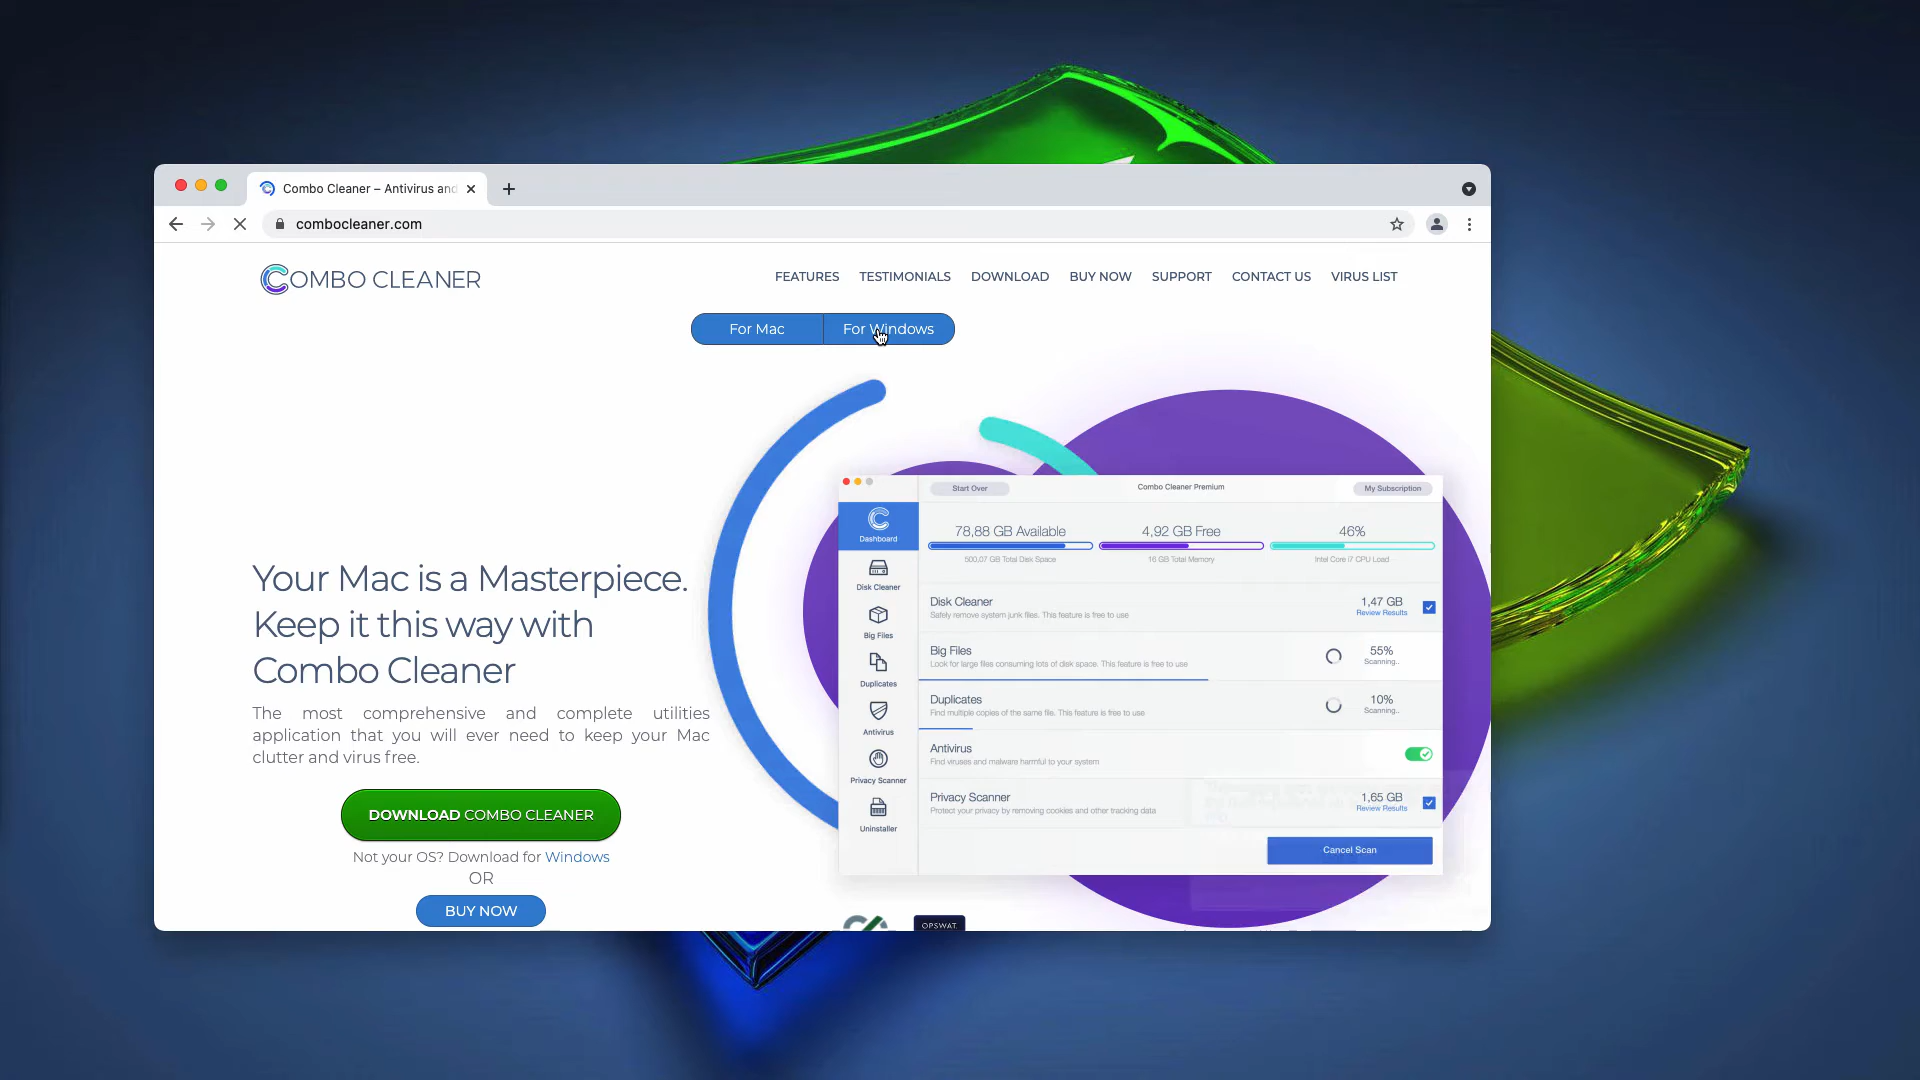 Combo Cleaner – Antivirus and
combocleaner.com
COMBO CLEANER
FEATURES TESTIMONIALS DOWNLOAD BUY NOW SUPPORT CONTACT US VIRUS LIST
For Mac For Windows
Your Mac is a Masterpiece.
Keep it this way with
Combo Cleaner
The most comprehensive and complete utilities
application that you will ever need to keep your Mac
clutter and virus free.
DOWNLOAD COMBO CLEANER
Not your OS? Download for Windows
OR
BUY NOW
Start Over Combo Cleaner Premium My Subscription
Dashboard
Disk Cleaner
Big Files
Duplicates
Antivirus
Privacy Scanner
Uninstaller
78,88 GB Available 4,92 GB Free 46%
500,07 GB Total Disk Space 16 GB Total Memory Intel Core i7 CPU Load
Disk Cleaner 1,47 GB
Safely remove system junk files. This feature is free to use Review Results
Big Files 55%
Look for large files consuming lots of disk space. This feature is free to use Scanning..
Duplicates 10%
Find multiple copies of the same file. This feature is free to use Scanning..
Antivirus
Find viruses and malware harmful to your system
Privacy Scanner 1,65 GB
Protect your privacy by removing cookies and other tracking data Review Results
Cancel Scan
OPSWAT.